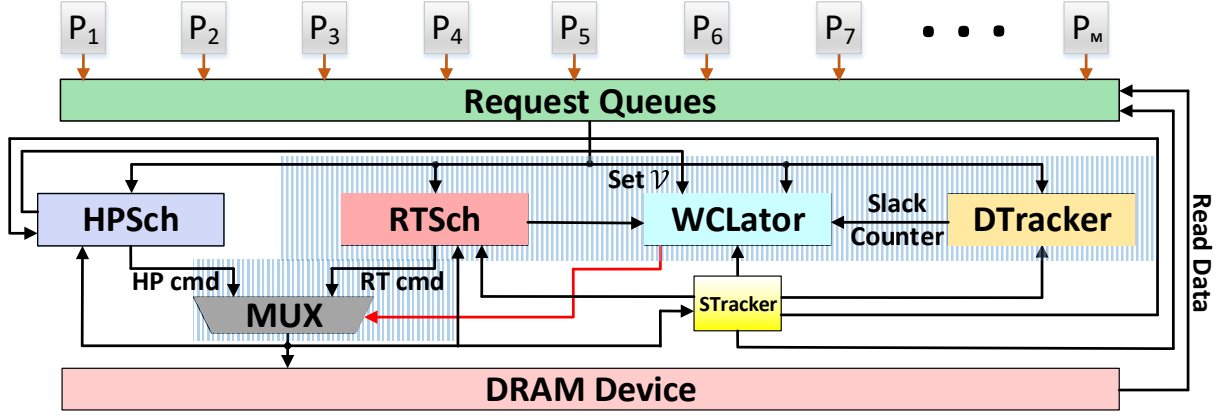 P₁ P₂ P₃ P₄ P₅ P₆ P₇ • • • P_M
Request Queues
Set 𝒱
HPSch
RTSch
WCLator
Slack
Counter
DTracker
HP cmd
RT cmd
MUX
STracker
Read Data
DRAM Device